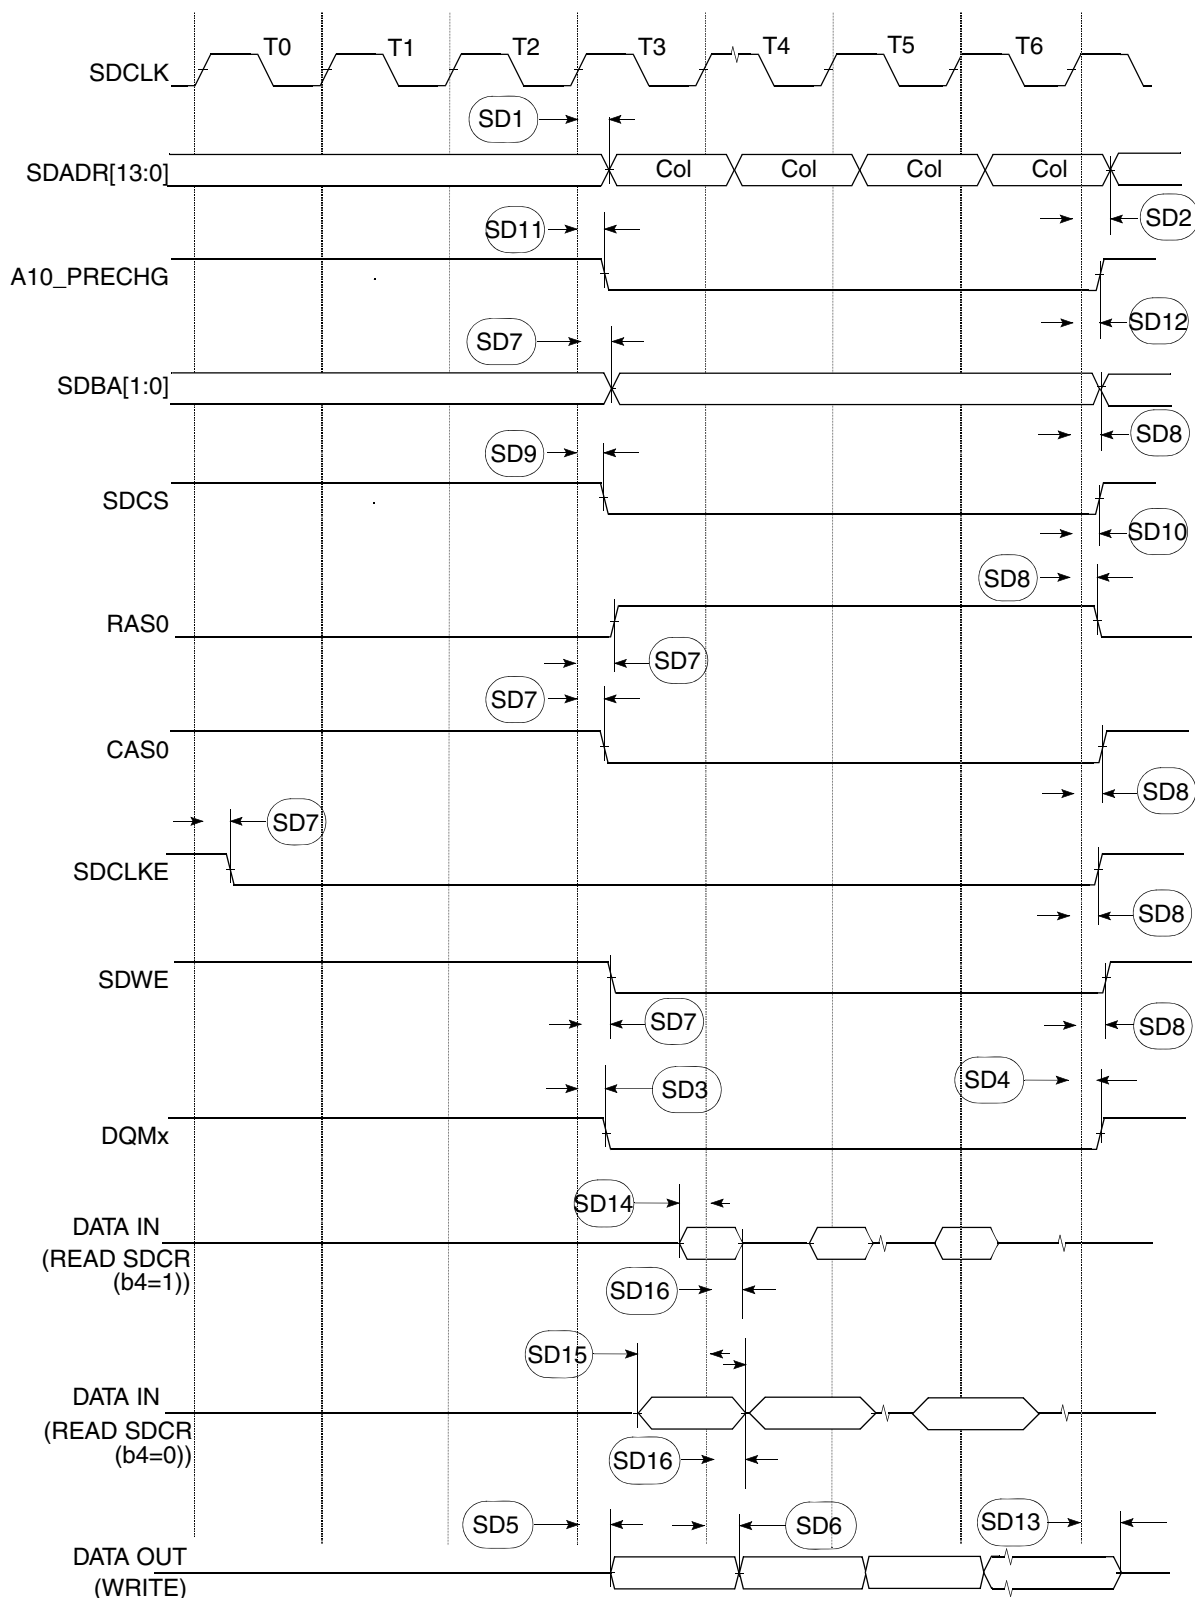 T0 T1 T2 T3 T4 T5 T6
SDCLK
SD1
SDADR[13:0] Col Col Col Col
SD11 SD2
A10_PRECHG
SD7 SD12
SDBA[1:0]
SD9 SD8
SDCS
SD10
SD8
RAS0
SD7
SD7
CAS0
SD8
SD7
SDCLKE
SD8
SDWE
SD7 SD8
SD3 SD4
DQMx
SD14
DATA IN
(READ SDCR
(b4=1))
SD16
SD15
DATA IN
(READ SDCR
(b4=0))
SD16
SD5 SD6 SD13
DATA OUT
(WRITE)